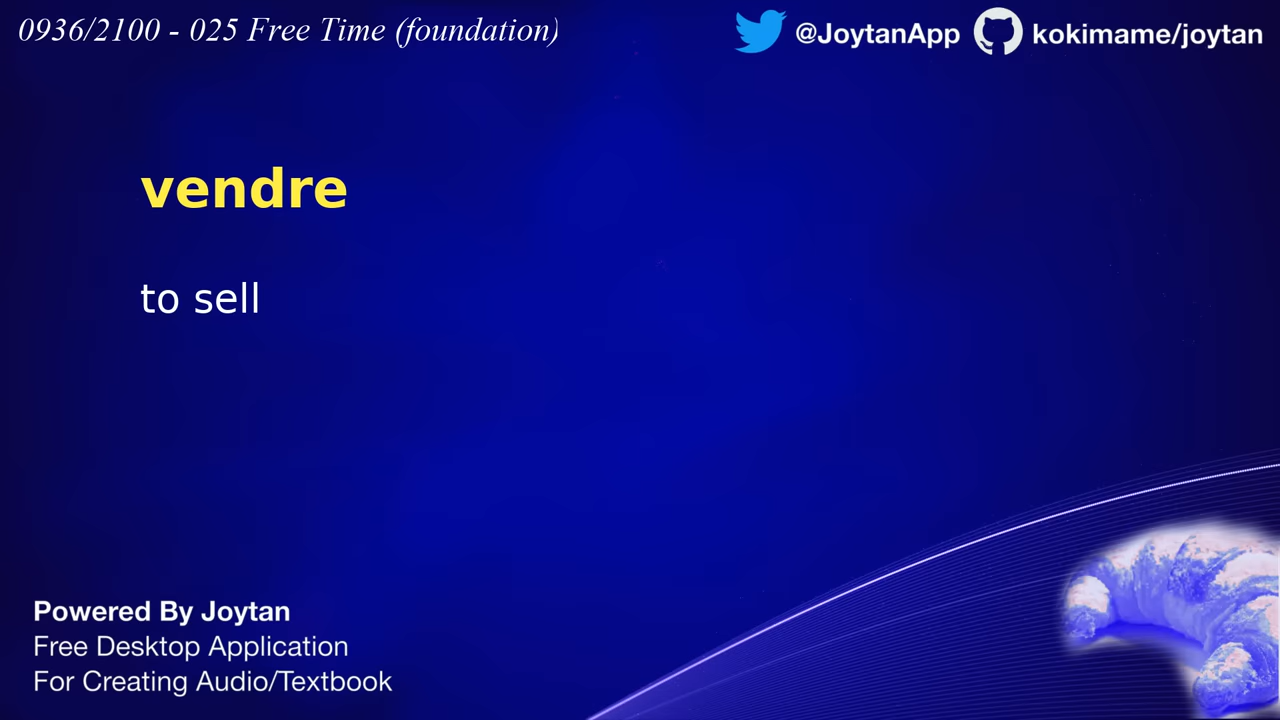 0936/2100 - 025 Free Time (foundation)
@JoytanApp
kokimame/joytan
vendre
to sell
Powered By Joytan
Free Desktop Application
For Creating Audio/Textbook